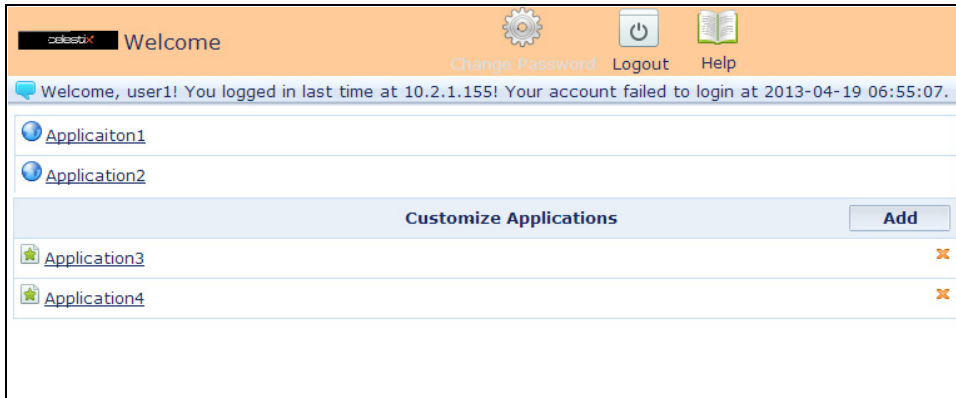 celestix Welcome
Change Password Logout Help
Welcome, user1! You logged in last time at 10.2.1.155! Your account failed to login at 2013-04-19 06:55:07.
Applicaiton1
Application2
Customize Applications Add
Application3
Application4